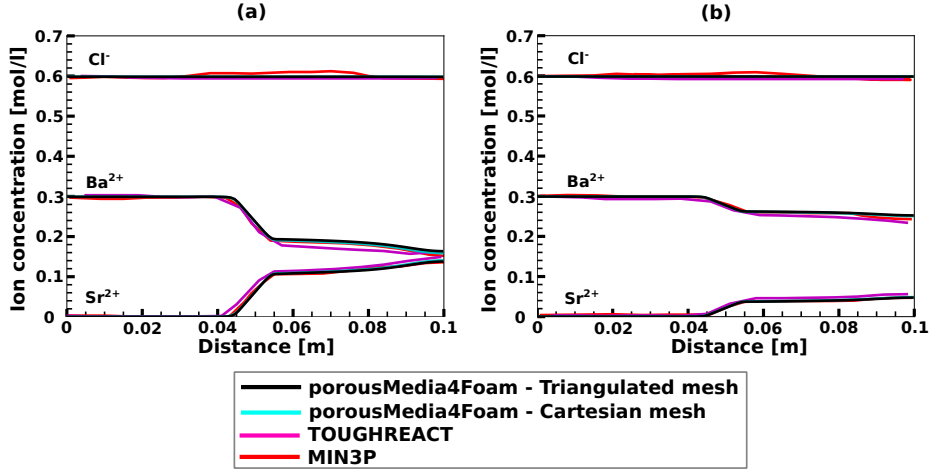 (a)
Ion concentration [mol/l]
0.7
0.6
0.5
0.4
0.3
0.2
0.1
0
Cl⁻
Ba²⁺
Sr²⁺
0 0.02 0.04 0.06 0.08 0.1
Distance [m]
(b)
Ion concentration [mol/l]
0.7
0.6
0.5
0.4
0.3
0.2
0.1
0
Cl⁻
Ba²⁺
Sr²⁺
0 0.02 0.04 0.06 0.08 0.1
Distance [m]
porousMedia4Foam - Triangulated mesh
porousMedia4Foam - Cartesian mesh
TOUGHREACT
MIN3P